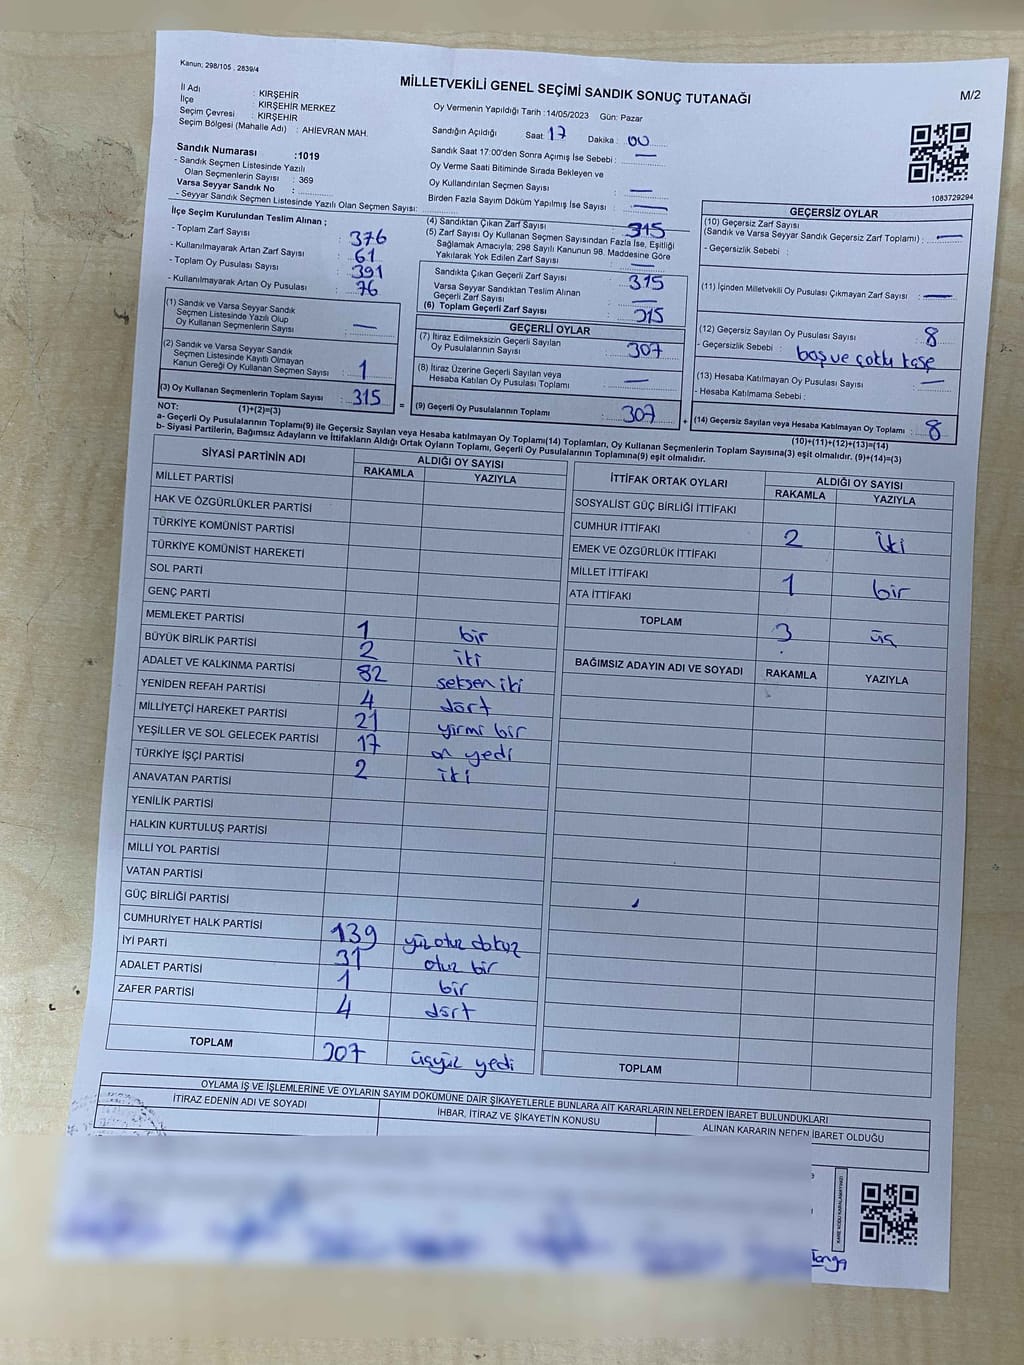 Kanun; 298/105 . 2839/4
MİLLETVEKİLİ GENEL SEÇİMİ SANDIK SONUÇ TUTANAĞI
M/2
İl Adı : KIRŞEHİR
İlçe : KIRŞEHİR MERKEZ
Seçim Çevresi : KIRŞEHİR
Seçim Bölgesi (Mahalle Adı) : AHİEVRAN MAH.
Sandık Numarası :1019
- Sandık Seçmen Listesinde Yazılı
Olan Seçmenlerin Sayısı : 369
Varsa Seyyar Sandık No :
- Seyyar Sandık Seçmen Listesinde Yazılı Olan Seçmen Sayısı:
Oy Vermenin Yapıldığı Tarih :14/05/2023 Gün: Pazar
Sandığın Açıldığı Saat: 17 Dakika : 00
Sandık Saat 17:00'den Sonra Açımış İse Sebebi : —
Oy Verme Saati Bitiminde Sırada Bekleyen ve
Oy Kullandırılan Seçmen Sayısı : —
Birden Fazla Sayım Döküm Yapılmış İse Sayısı : —
1083729294
İlçe Seçim Kurulundan Teslim Alınan ;
- Toplam Zarf Sayısı : 376
- Kullanılmayarak Artan Zarf Sayısı : 61
- Toplam Oy Pusulası Sayısı : 391
- Kullanılmayarak Artan Oy Pusulası : 76
(1) Sandık ve Varsa Seyyar Sandık
Seçmen Listesinde Yazılı Olup
Oy Kullanan Seçmenlerin Sayısı : —
(2) Sandık ve Varsa Seyyar Sandık
Seçmen Listesinde Kayıtlı Olmayan
Kanun Gereği Oy Kullanan Seçmen Sayısı : 1
(3) Oy Kullanan Seçmenlerin Toplam Sayısı : 315
(1)+(2)=(3)
(4) Sandıktan Çıkan Zarf Sayısı : 315
(5) Zarf Sayısı Oy Kullanan Seçmen Sayısından Fazla İse, Eşitliği
Sağlamak Amacıyla; 298 Sayılı Kanunun 98. Maddesine Göre
Yakılarak Yok Edilen Zarf Sayısı : —
Sandıkta Çıkan Geçerli Zarf Sayısı : 315
Varsa Seyyar Sandıktan Teslim Alınan
Geçerli Zarf Sayısı : —
(6) Toplam Geçerli Zarf Sayısı : 315
GEÇERLİ OYLAR
(7) İtiraz Edilmeksizin Geçerli Sayılan
Oy Pusulalarının Sayısı : 307
(8) İtiraz Üzerine Geçerli Sayılan veya
Hesaba Katılan Oy Pusulası Toplamı : —
= (9) Geçerli Oy Pusulalarının Toplamı : 307
GEÇERSİZ OYLAR
(10) Geçersiz Zarf Sayısı
(Sandık ve Varsa Seyyar Sandık Geçersiz Zarf Toplamı) : —
- Geçersizlik Sebebi :
(11) İçinden Milletvekili Oy Pusulası Çıkmayan Zarf Sayısı : —
(12) Geçersiz Sayılan Oy Pusulası Sayısı : 8
- Geçersizlik Sebebi : boş ve çoklu kaşe
(13) Hesaba Katılmayan Oy Pusulası Sayısı : —
- Hesaba Katılmama Sebebi :
+ (14) Geçersiz Sayılan veya Hesaba Katılmayan Oy Toplamı : 8
(10)+(11)+(12)+(13)=(14)
NOT:
a- Geçerli Oy Pusulalarının Toplamı(9) ile Geçersiz Sayılan veya Hesaba katılmayan Oy Toplamı(14) Toplamları, Oy Kullanan Seçmenlerin Toplam Sayısına(3) eşit olmalıdır. (9)+(14)=(3)
b- Siyasi Partilerin, Bağımsız Adayların ve İttifakların Aldığı Ortak Oyların Toplamı, Geçerli Oy Pusulalarının Toplamına(9) eşit olmalıdır.
SİYASİ PARTİNİN ADI ALDIĞI OY SAYISI
RAKAMLA YAZIYLA
MİLLET PARTİSİ
HAK VE ÖZGÜRLÜKLER PARTİSİ
TÜRKİYE KOMÜNİST PARTİSİ
TÜRKİYE KOMÜNİST HAREKETİ
SOL PARTİ
GENÇ PARTİ
MEMLEKET PARTİSİ 1 bir
BÜYÜK BİRLİK PARTİSİ 2 iki
ADALET VE KALKINMA PARTİSİ 82 seksen iki
YENİDEN REFAH PARTİSİ 4 dört
MİLLİYETÇİ HAREKET PARTİSİ 21 yirmi bir
YEŞİLLER VE SOL GELECEK PARTİSİ 17 on yedi
TÜRKİYE İŞÇİ PARTİSİ 2 iki
ANAVATAN PARTİSİ
YENİLİK PARTİSİ
HALKIN KURTULUŞ PARTİSİ
MİLLİ YOL PARTİSİ
VATAN PARTİSİ
GÜÇ BİRLİĞİ PARTİSİ
CUMHURİYET HALK PARTİSİ 139 yüz otuz dokuz
İYİ PARTİ 31 otuz bir
ADALET PARTİSİ 1 bir
ZAFER PARTİSİ 4 dört
TOPLAM 307 üçyüz yedi
İTTİFAK ORTAK OYLARI ALDIĞI OY SAYISI
RAKAMLA YAZIYLA
SOSYALİST GÜÇ BİRLİĞİ İTTİFAKI
CUMHUR İTTİFAKI 2 iki
EMEK VE ÖZGÜRLÜK İTTİFAKI
MİLLET İTTİFAKI 1 bir
ATA İTTİFAKI
TOPLAM 3 üç
BAĞIMSIZ ADAYIN ADI VE SOYADI RAKAMLA YAZIYLA
TOPLAM
OYLAMA İŞ VE İŞLEMLERİNE VE OYLARIN SAYIM DÖKÜMÜNE DAİR ŞİKAYETLERLE BUNLARA AİT KARARLARIN NELERDEN İBARET BULUNDUKLARI
İTİRAZ EDENİN ADI VE SOYADI İHBAR, İTİRAZ VE ŞİKAYETİN KONUSU ALINAN KARARIN NEDEN İBARET OLDUĞU